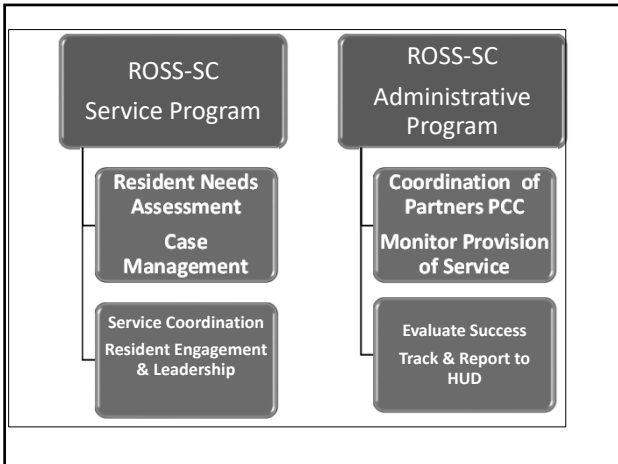 ROSS-SC
Service Program
Resident Needs
Assessment
Case
Management
Service Coordination
Resident Engagement
& Leadership
ROSS-SC
Administrative
Program
Coordination of
Partners PCC
Monitor Provision
of Service
Evaluate Success
Track & Report to
HUD